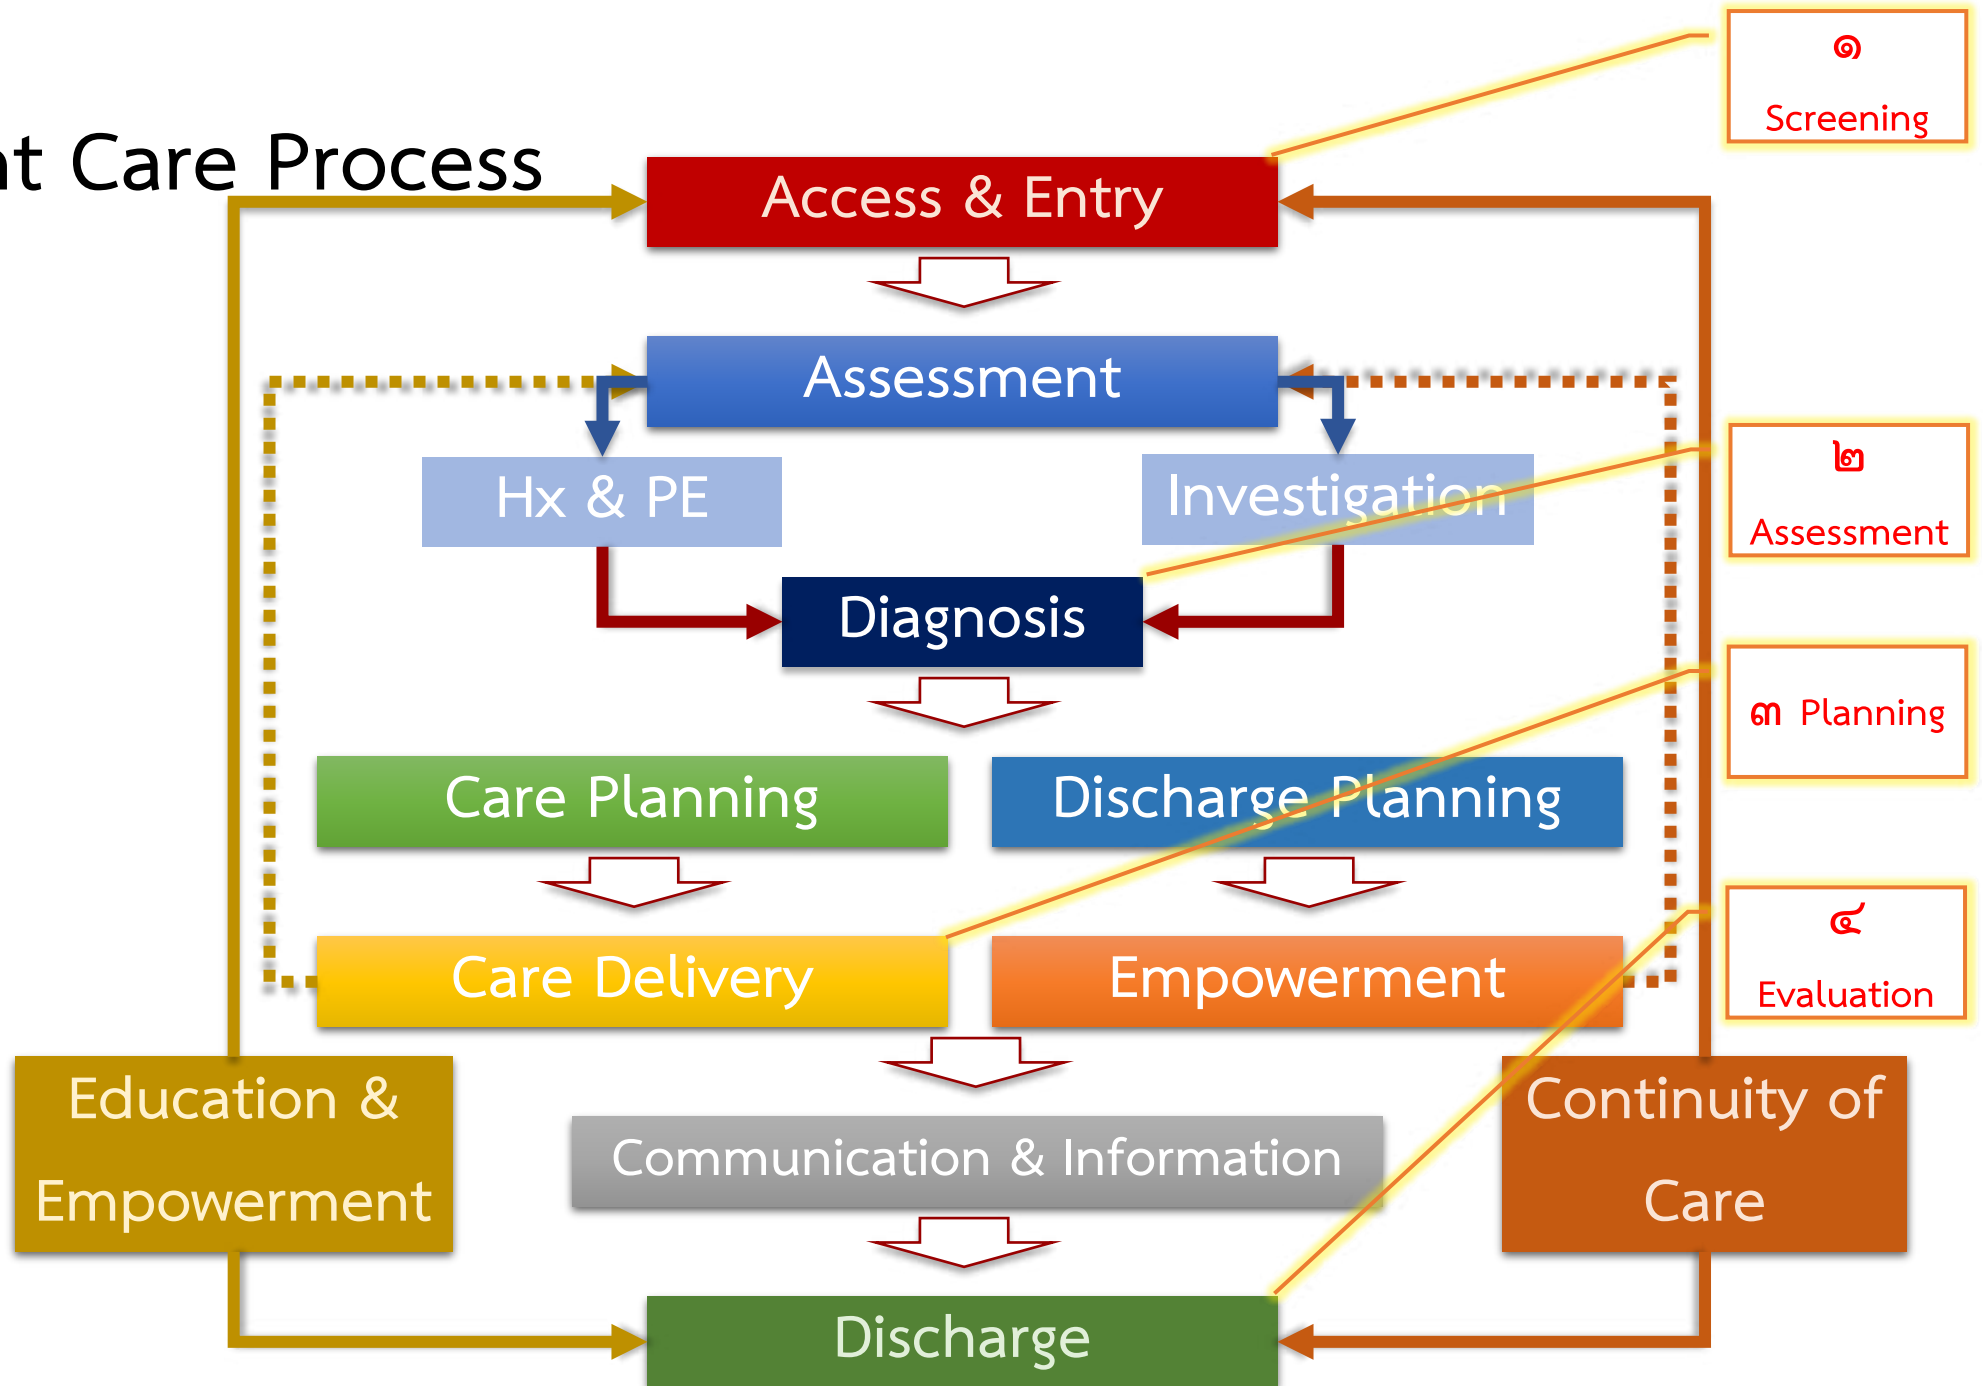 nt Care Process
Access & Entry
Assessment
Hx & PE
Investigation
Diagnosis
Care Planning
Discharge Planning
Care Delivery
Empowerment
Education &
Empowerment
Communication & Information
Continuity of
Care
Discharge
๑
Screening
๒
Assessment
๓ Planning
๔
Evaluation